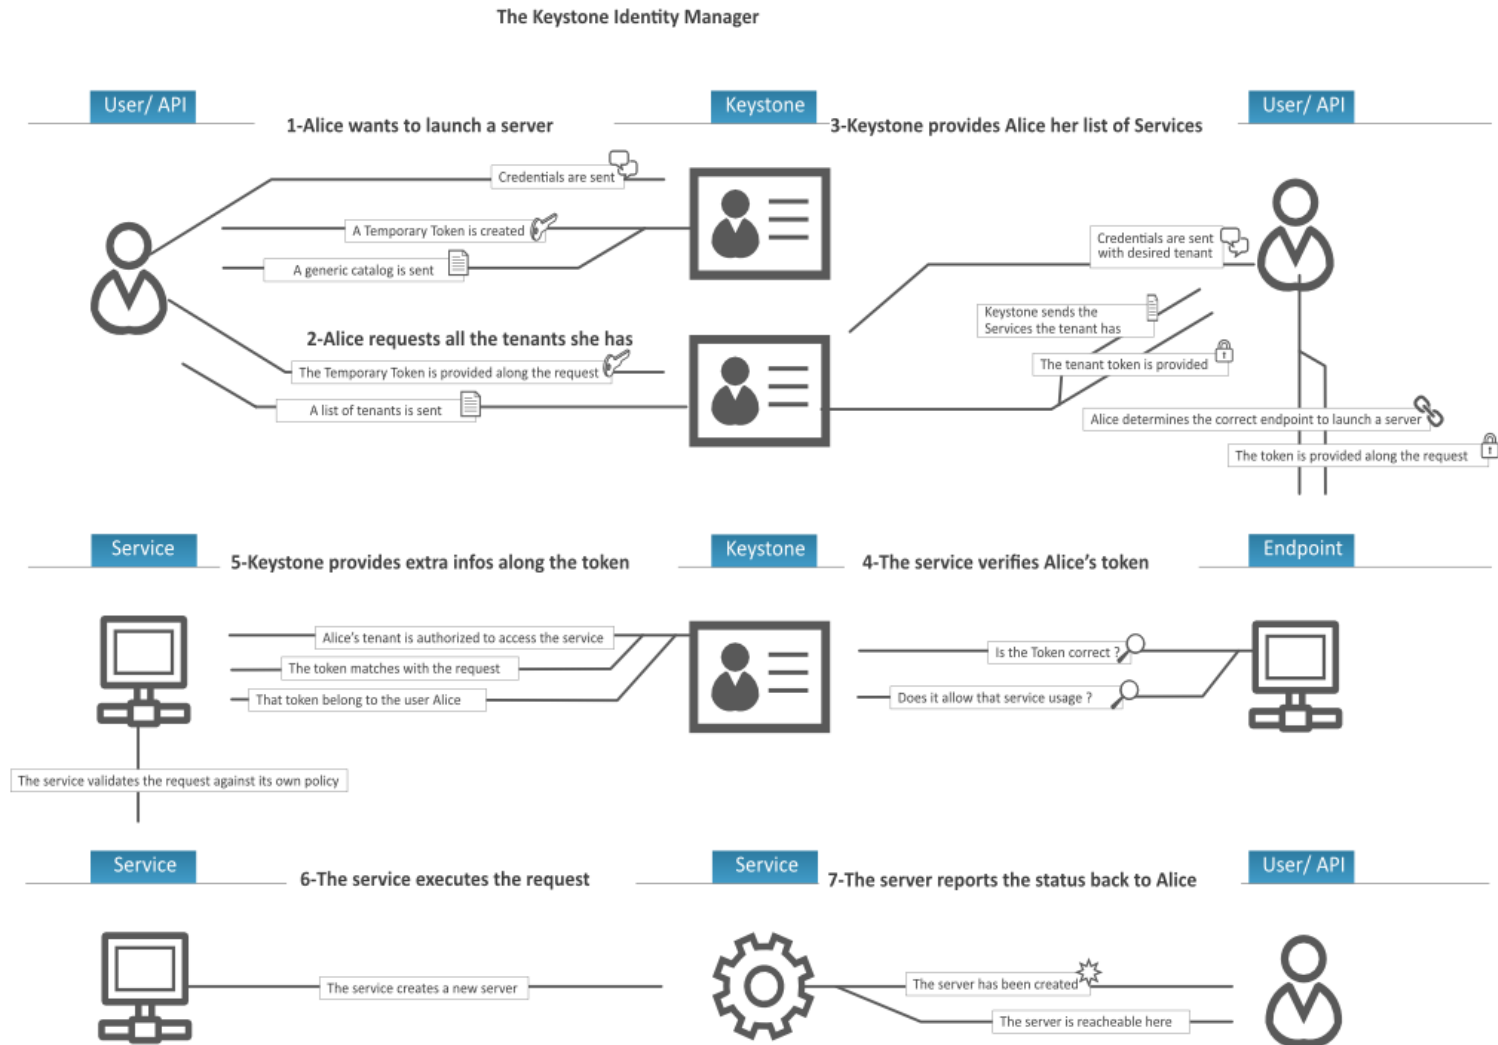 The Keystone Identity Manager
User/ API
Keystone
User/ API
1-Alice wants to launch a server
3-Keystone provides Alice her list of Services
Credentials are sent
A Temporary Token is created
A generic catalog is sent
Credentials are sent
with desired tenant
Keystone sends the
Services the tenant has
2-Alice requests all the tenants she has
The tenant token is provided
The Temporary Token is provided along the request
A list of tenants is sent
Alice determines the correct endpoint to launch a server
The token is provided along the request
Service
Keystone
Endpoint
5-Keystone provides extra infos along the token
4-The service verifies Alice's token
Alice's tenant is authorized to access the service
The token matches with the request
That token belong to the user Alice
Is the Token correct ?
Does it allow that service usage ?
The service validates the request against its own policy
Service
Service
User/ API
6-The service executes the request
7-The server reports the status back to Alice
The service creates a new server
The server has been created
The server is reacheable here